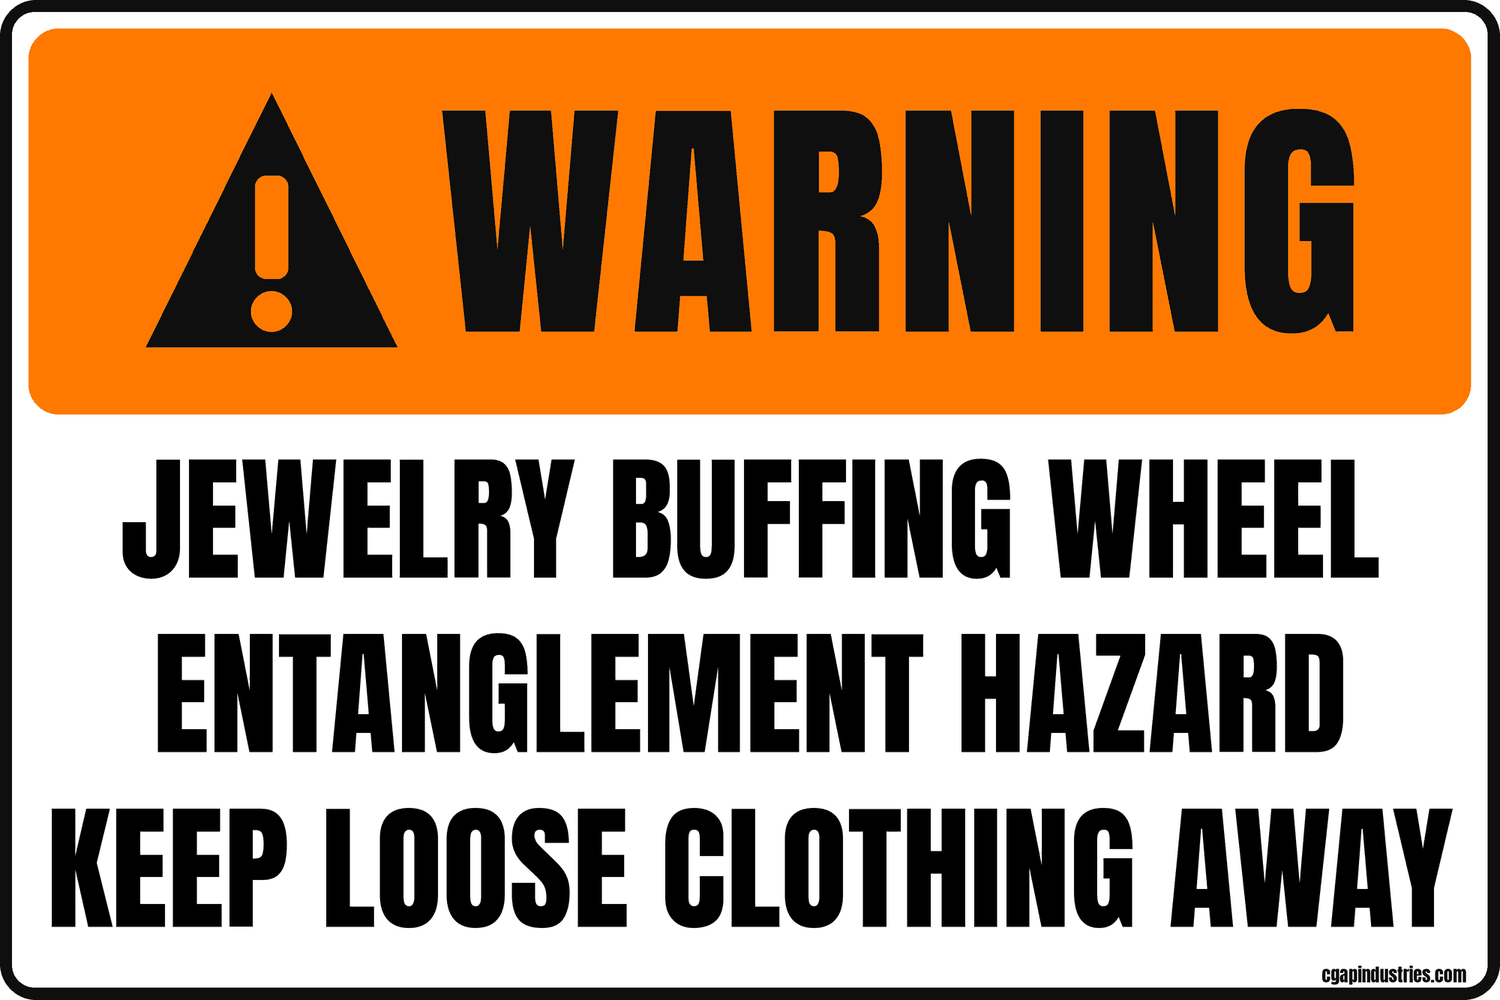 WARNING
JEWELRY BUFFING WHEEL
ENTANGLEMENT HAZARD
KEEP LOOSE CLOTHING AWAY
cgapindustries.com